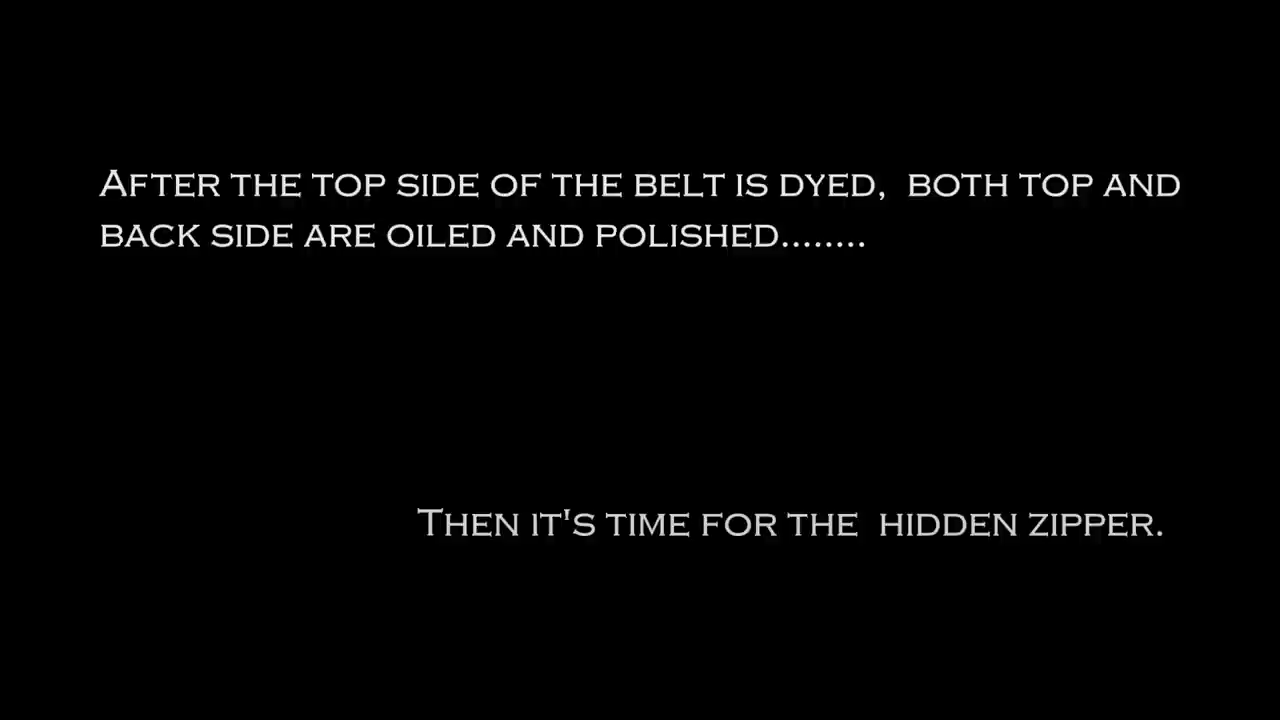 After the top side of the belt is dyed,  both top and
back side are oiled and polished........
Then it's time for the  hidden zipper.